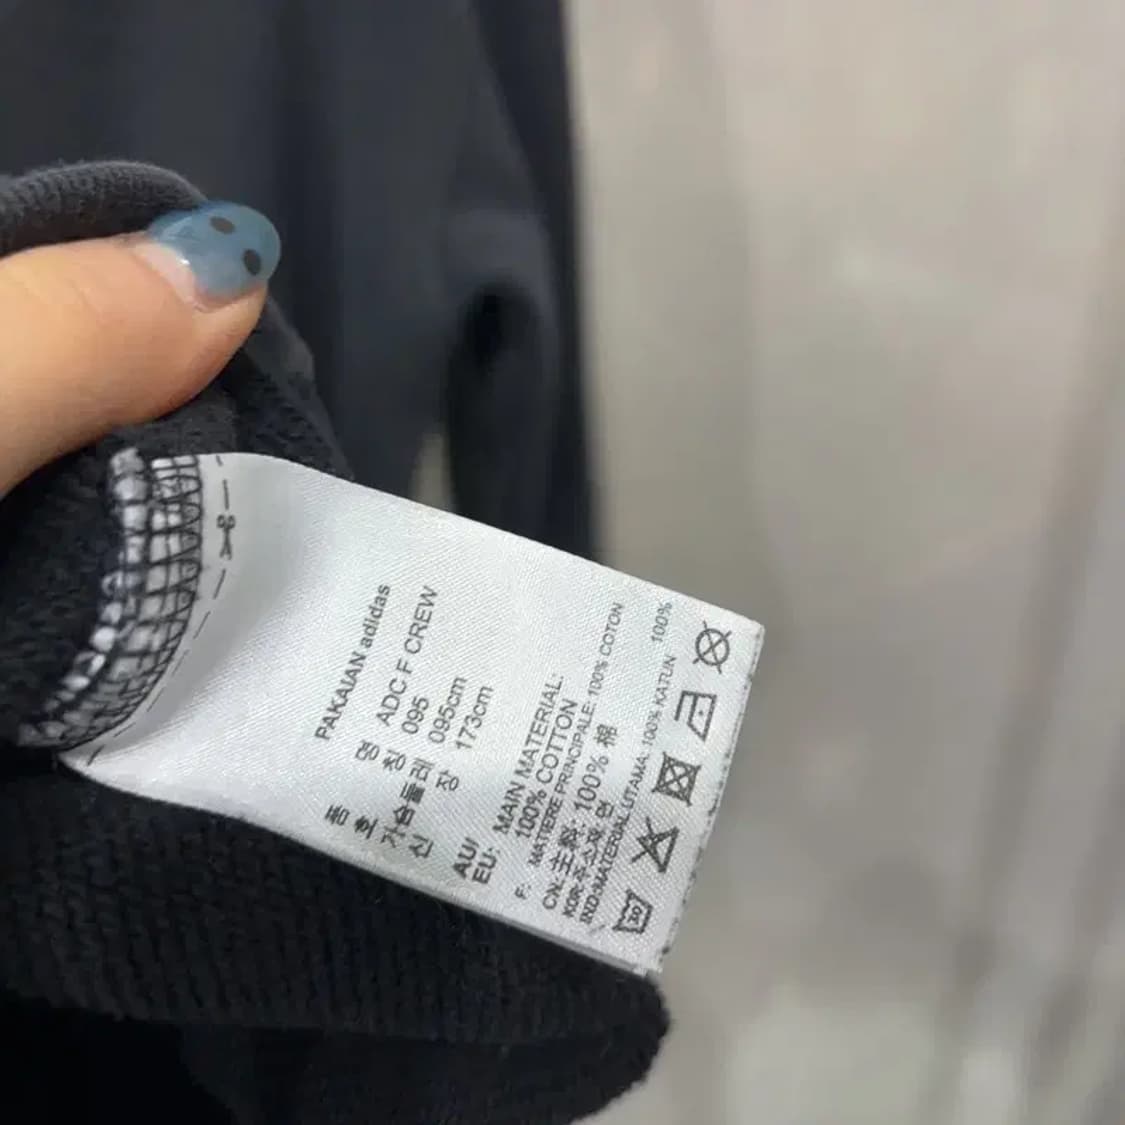 PAKAIAN adidas
품 명 ADC F CREW
호 칭 095
가슴둘레 095cm
신 장 173cm
AU/ MAIN MATERIAL:
EU: 100% COTTON
F: MATIERE PRINCIPALE: 100% COTON
CN: 主料: 100% 棉
KOR: 주소재: 면 100%
IND: MATERIAL UTAMA: 100% KATUN
30